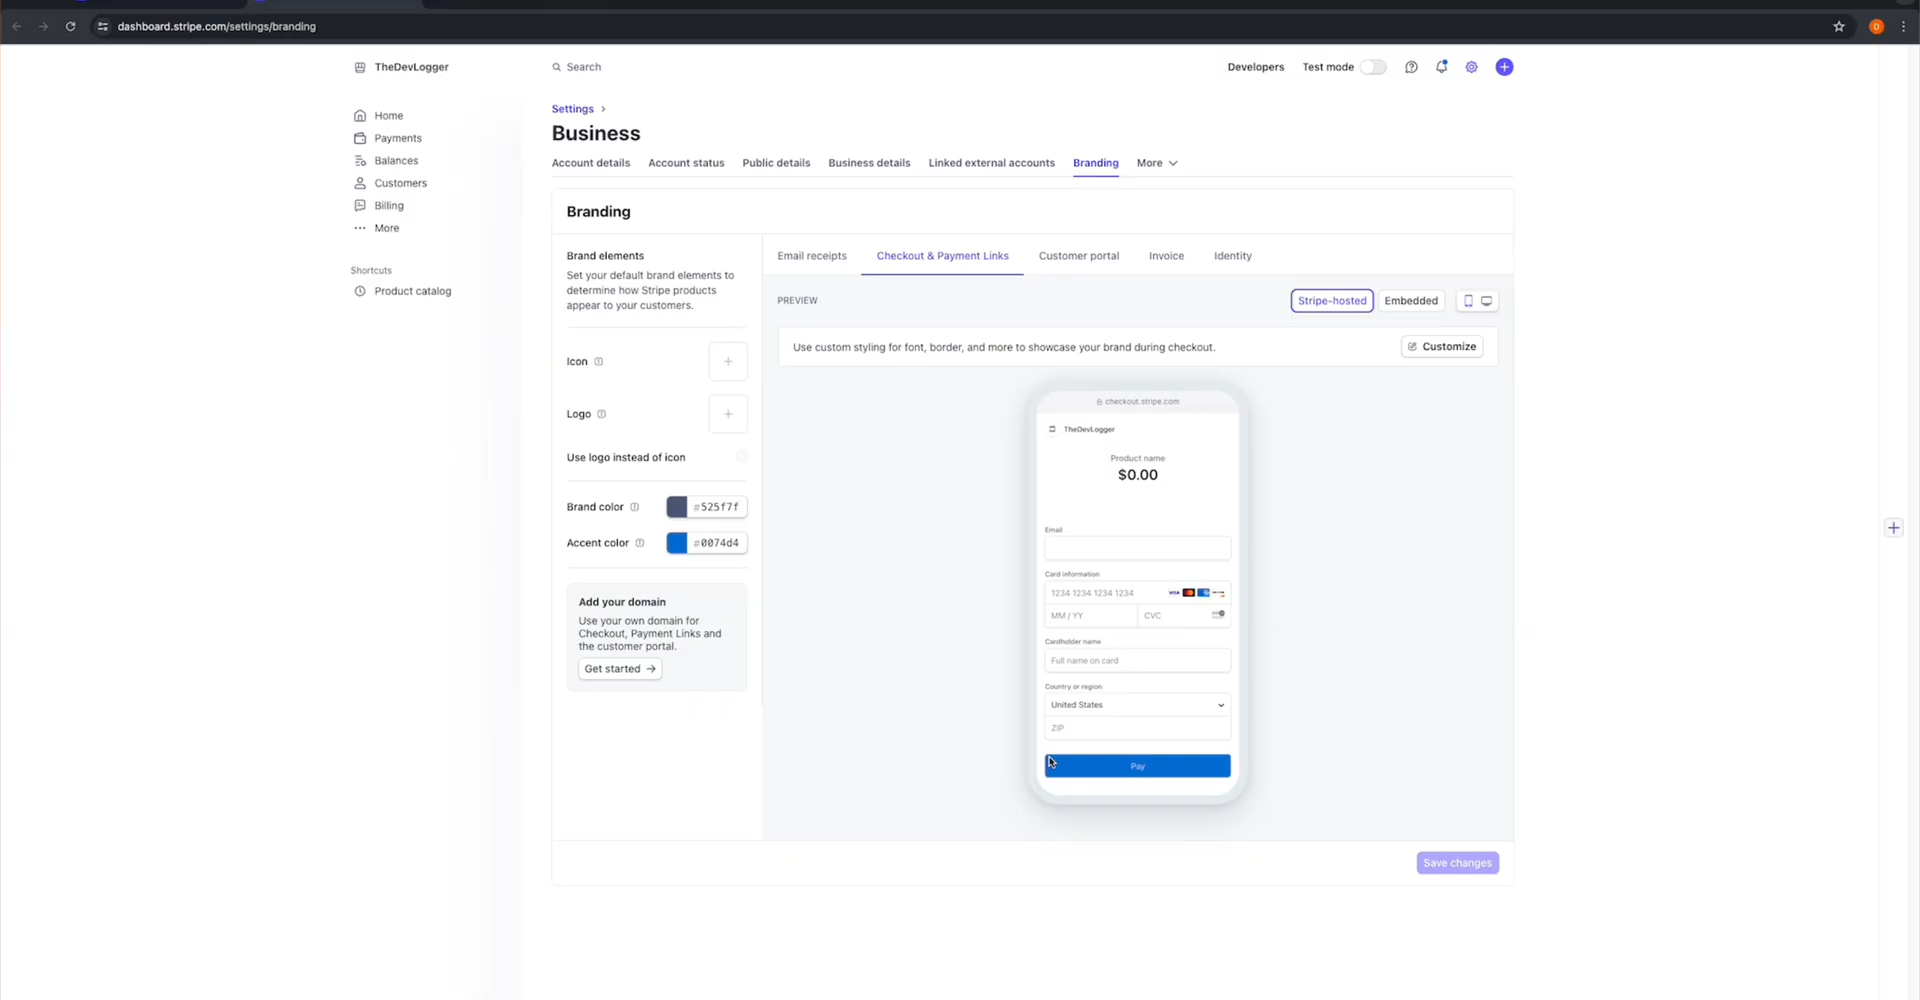 dashboard.stripe.com/settings/branding
D
TheDevLogger
Search
Developers
Test mode
Home
Payments
Balances
Customers
Billing
More
Shortcuts
Product catalog
Settings
Business
Account details
Account status
Public details
Business details
Linked external accounts
Branding
More
Branding
Brand elements
Set your default brand elements to
determine how Stripe products
appear to your customers.
Icon
Logo
Use logo instead of icon
Brand color
#525f7f
Accent color
#0074d4
Add your domain
Use your own domain for
Checkout, Payment Links and
the customer portal.
Get started
Email receipts
Checkout & Payment Links
Customer portal
Invoice
Identity
PREVIEW
Stripe-hosted
Embedded
Use custom styling for font, border, and more to showcase your brand during checkout.
Customize
checkout.stripe.com
TheDevLogger
Product name
$0.00
Email
Card information
1234 1234 1234 1234
VISA
MM / YY
CVC
Cardholder name
Full name on card
Country or region
United States
ZIP
Pay
Save changes